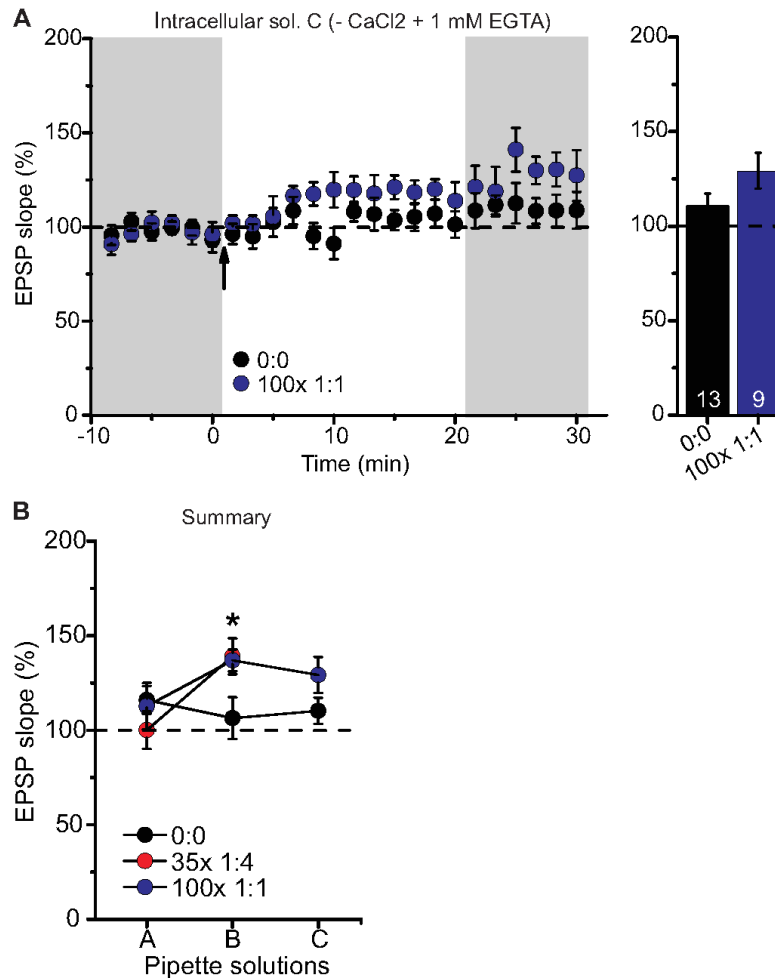 A
Intracellular sol. C (- CaCl2 + 1 mM EGTA)
EPSP slope (%)
200
150
100
50
0
0:0
100x 1:1
-10
0
10
20
30
Time (min)
200
150
100
50
0
13
9
0:0
100x 1:1
B
Summary
EPSP slope (%)
200
150
100
50
0
*
0:0
35x 1:4
100x 1:1
A
B
C
Pipette solutions